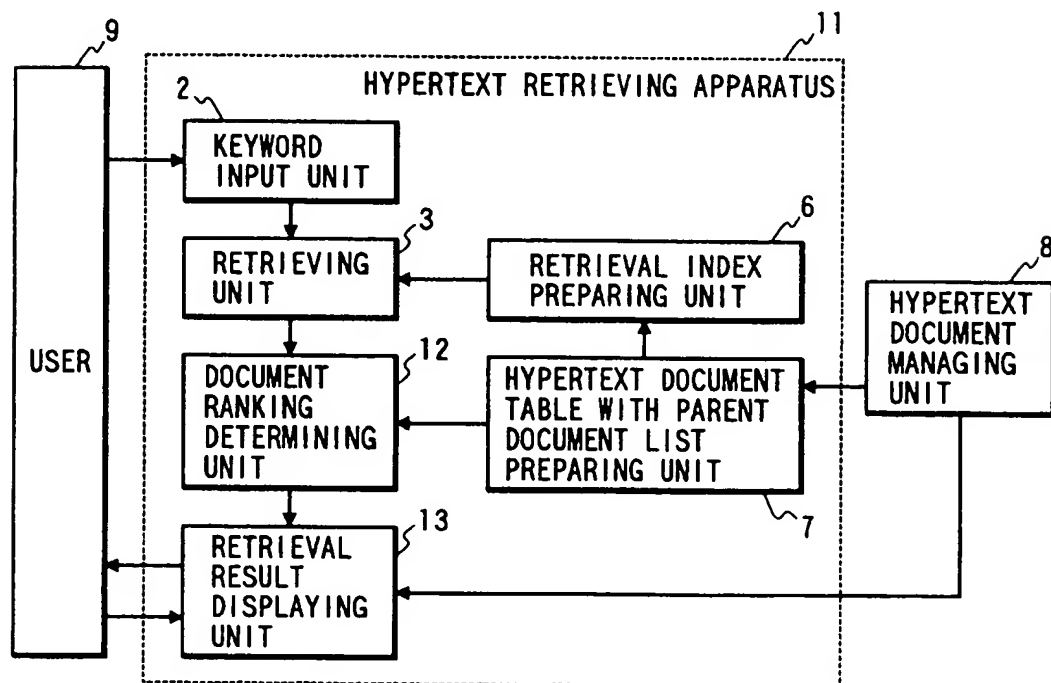 9
11
HYPERTEXT RETRIEVING APPARATUS
2
KEYWORD
INPUT UNIT
3
RETRIEVING
UNIT
6
RETRIEVAL INDEX
PREPARING UNIT
8
HYPERTEXT
DOCUMENT
MANAGING
UNIT
USER
12
DOCUMENT
RANKING
DETERMINING
UNIT
HYPERTEXT DOCUMENT
TABLE WITH PARENT
DOCUMENT LIST
PREPARING UNIT
7
13
RETRIEVAL
RESULT
DISPLAYING
UNIT